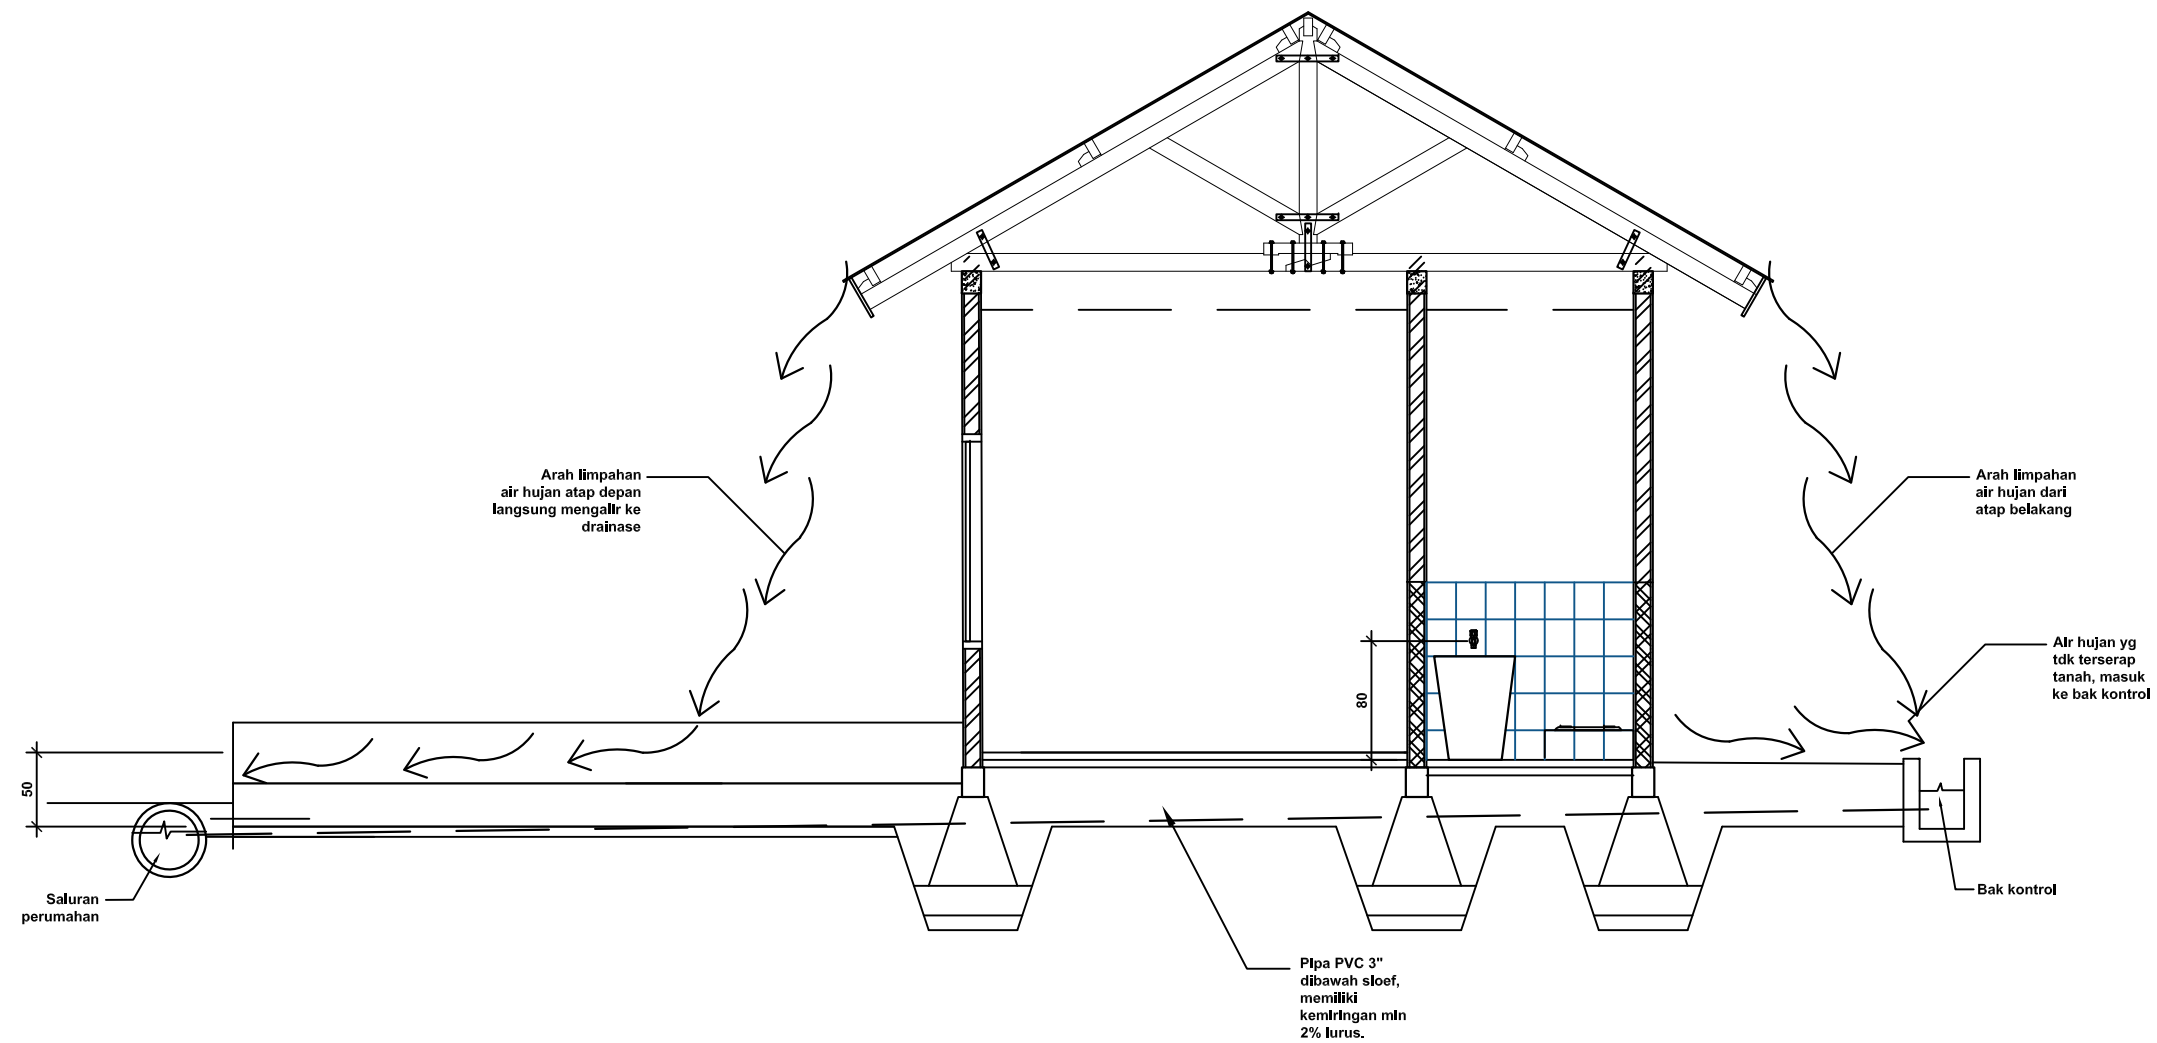 Arah limpahan
air hujan atap depan
langsung mengalir ke
drainase
Arah limpahan
air hujan dari
atap belakang
Air hujan yg
tdk terserap
tanah, masuk
ke bak kontrol
80
50
Saluran
perumahan
Bak kontrol
Pipa PVC 3"
dibawah sloef,
memiliki
kemiringan min
2% lurus.